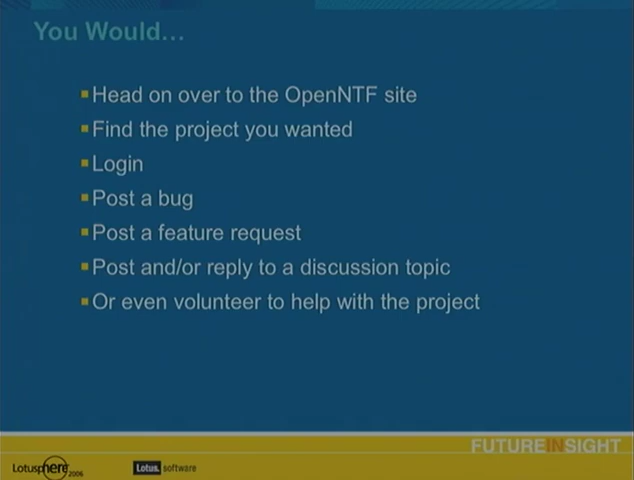 You Would...
Head on over to the OpenNTF site
Find the project you wanted
Login
Post a bug
Post a feature request
Post and/or reply to a discussion topic
Or even volunteer to help with the project
FUTUREINSIGHT
Lotusphere 2006
Lotus. software